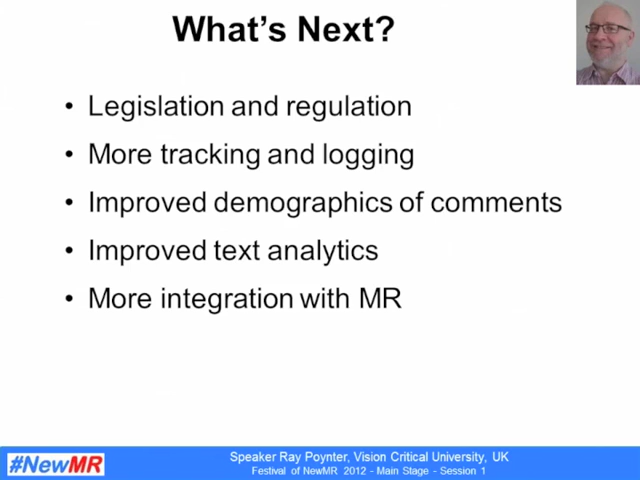 What's Next?
• Legislation and regulation
• More tracking and logging
• Improved demographics of comments
• Improved text analytics
• More integration with MR
#NewMR
Speaker Ray Poynter, Vision Critical University, UK
Festival of NewMR 2012 - Main Stage - Session 1